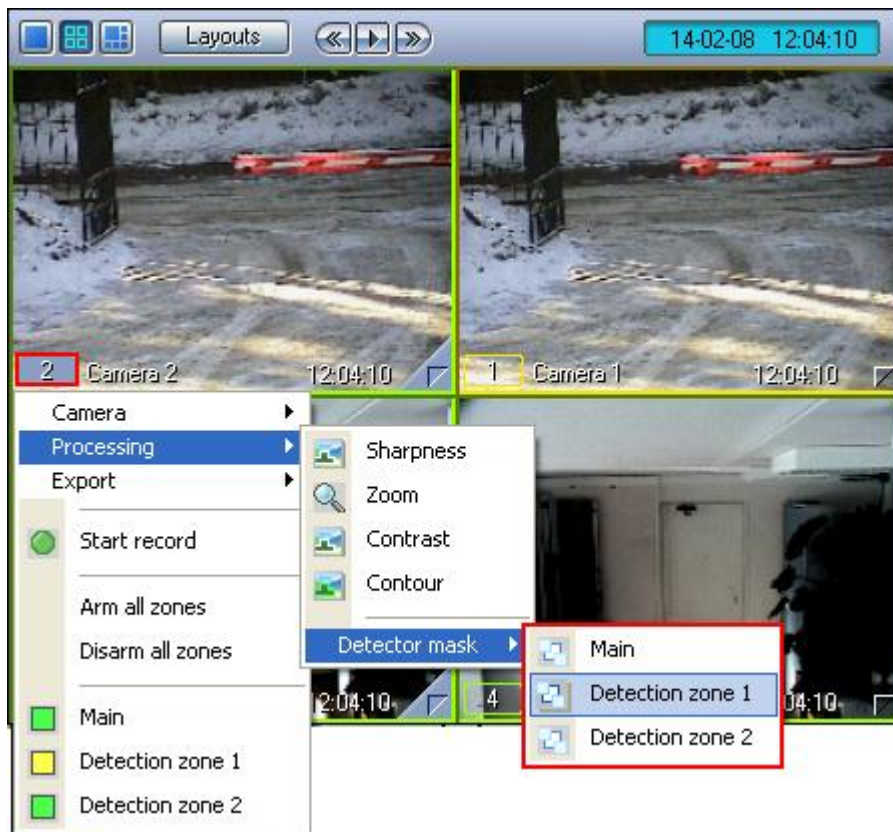 Layouts
14-02-08 12:04:10
2 Camera 2 12:04:10
1 Camera 1 12:04:10
Camera
Processing
Export
Start record
Arm all zones
Disarm all zones
Main
Detection zone 1
Detection zone 2
Sharpness
Zoom
Contrast
Contour
Detector mask
Main
Detection zone 1
Detection zone 2
2:04:10
4
04:10